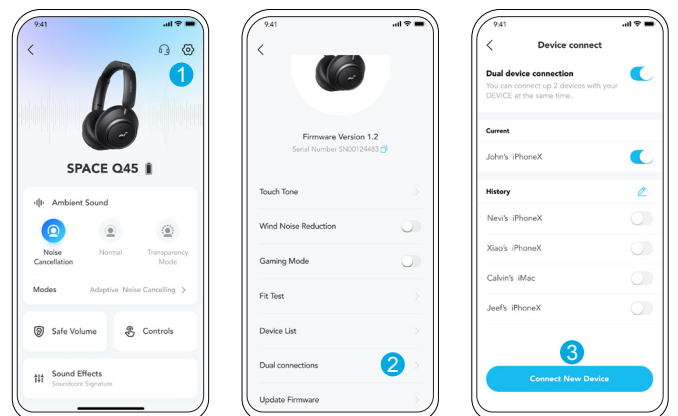 9:41
1
SPACE Q45
Ambient Sound
Noise Cancellation
Normal
Transparency Mode
Modes
Adaptive Noise Cancelling
Safe Volume
Controls
Sound Effects
Soundcore Signature
9:41
Firmware Version 1.2
Serial Number SN00124483
Touch Tone
Wind Noise Reduction
Gaming Mode
Fit Test
Device List
Dual connections
2
Update Firmware
9:41
Device connect
Dual device connection
You can connect up 2 devices with your
DEVICE at the same time.
Current
John's iPhoneX
History
Nevi's iPhoneX
Xiao's iPhoneX
Calvin's iMac
Jeef's iPhoneX
3
Connect New Device